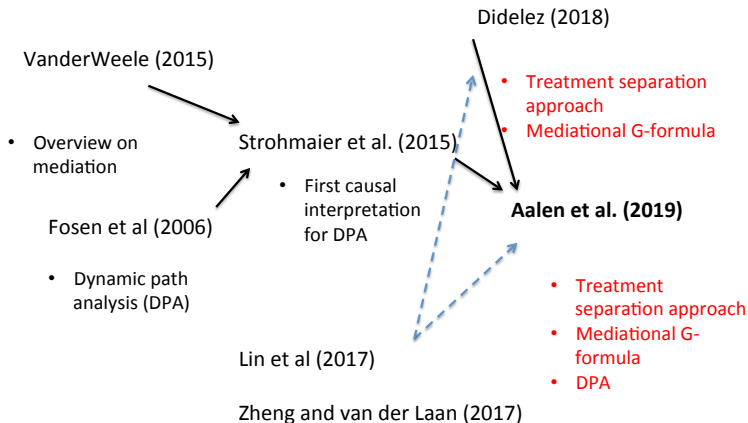 Didelez (2018)
VanderWeele (2015)
• Treatment separation
approach
• Mediational G-formula
• Overview on
mediation
Strohmaier et al. (2015)
• First causal
interpretation
for DPA
Aalen et al. (2019)
Fosen et al (2006)
• Dynamic path
analysis (DPA)
• Treatment
separation approach
• Mediational G-
formula
• DPA
Lin et al (2017)
Zheng and van der Laan (2017)